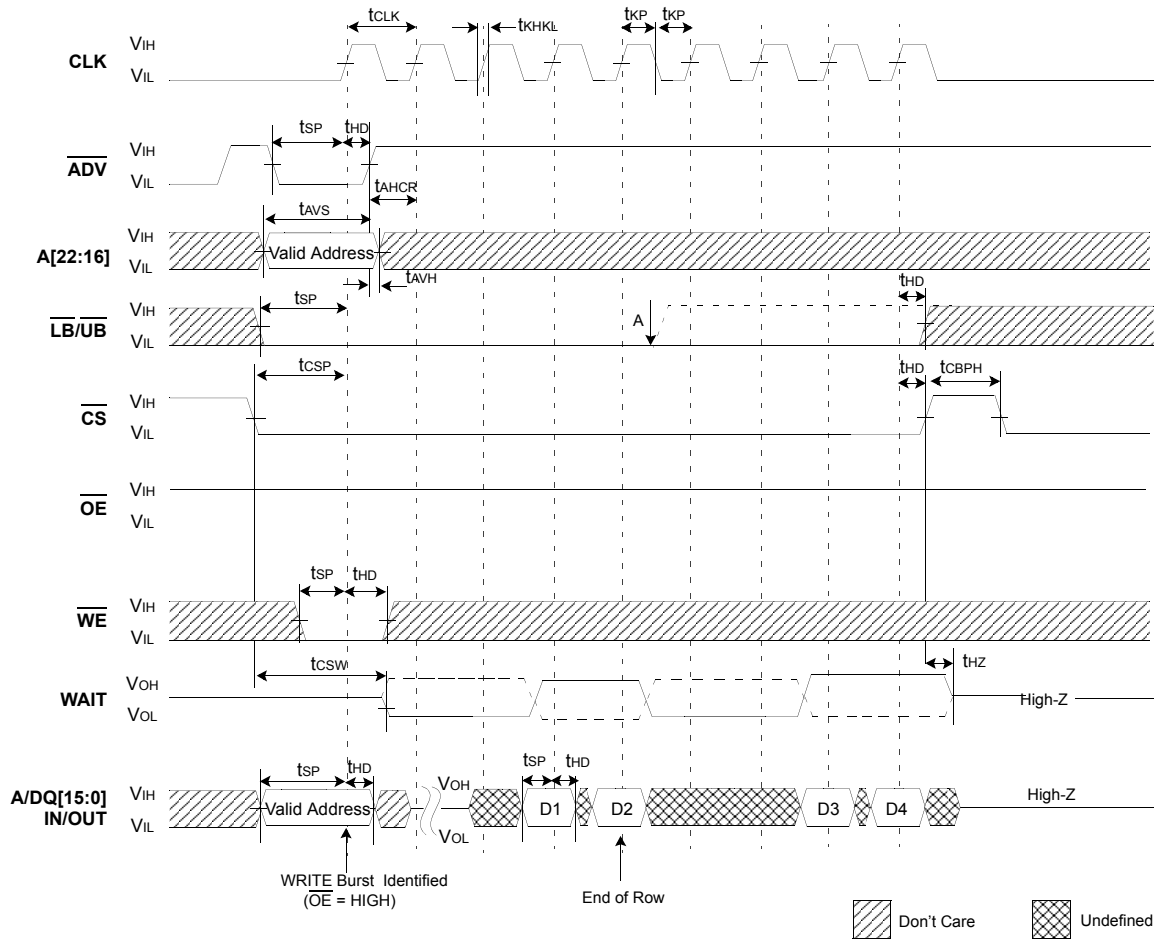 tCLK
tKHKL
tKP tKP
CLK
VIH
VIL
tSP tHD
ADV
VIH
VIL
tAHCR
tAVS
A[22:16]
VIH
VIL
Valid Address
tAVH
tSP
tHD
LB/UB
VIH
VIL
A
tCSP
tHD tCBPH
CS
VIH
VIL
OE
VIH
VIL
tSP tHD
WE
VIH
VIL
tCSW
tHZ
WAIT
VOH
VOL
High-Z
tSP tHD
tSP tHD
A/DQ[15:0]
IN/OUT
VIH
VIL
Valid Address
VOH
VOL
D1 D2 D3 D4
High-Z
WRITE Burst Identified
(OE = HIGH)
End of Row
Don't Care
Undefined